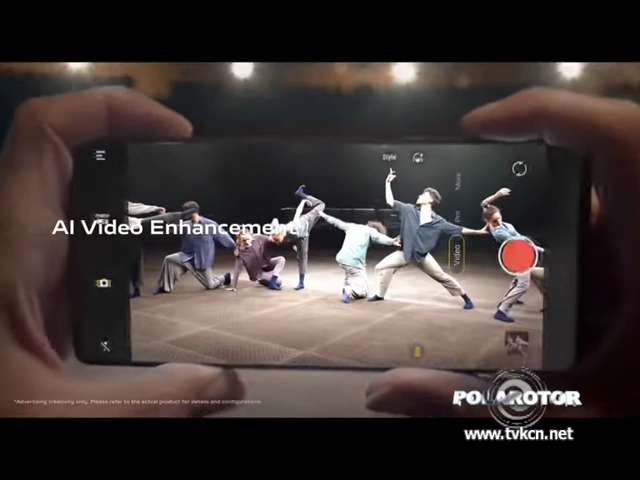 Style
More
Pro
Video
AI Video Enhancement
*Advertising creativity only. Please refer to the actual product for details and configurations.
POLAROTOR
www.tvkcn.net